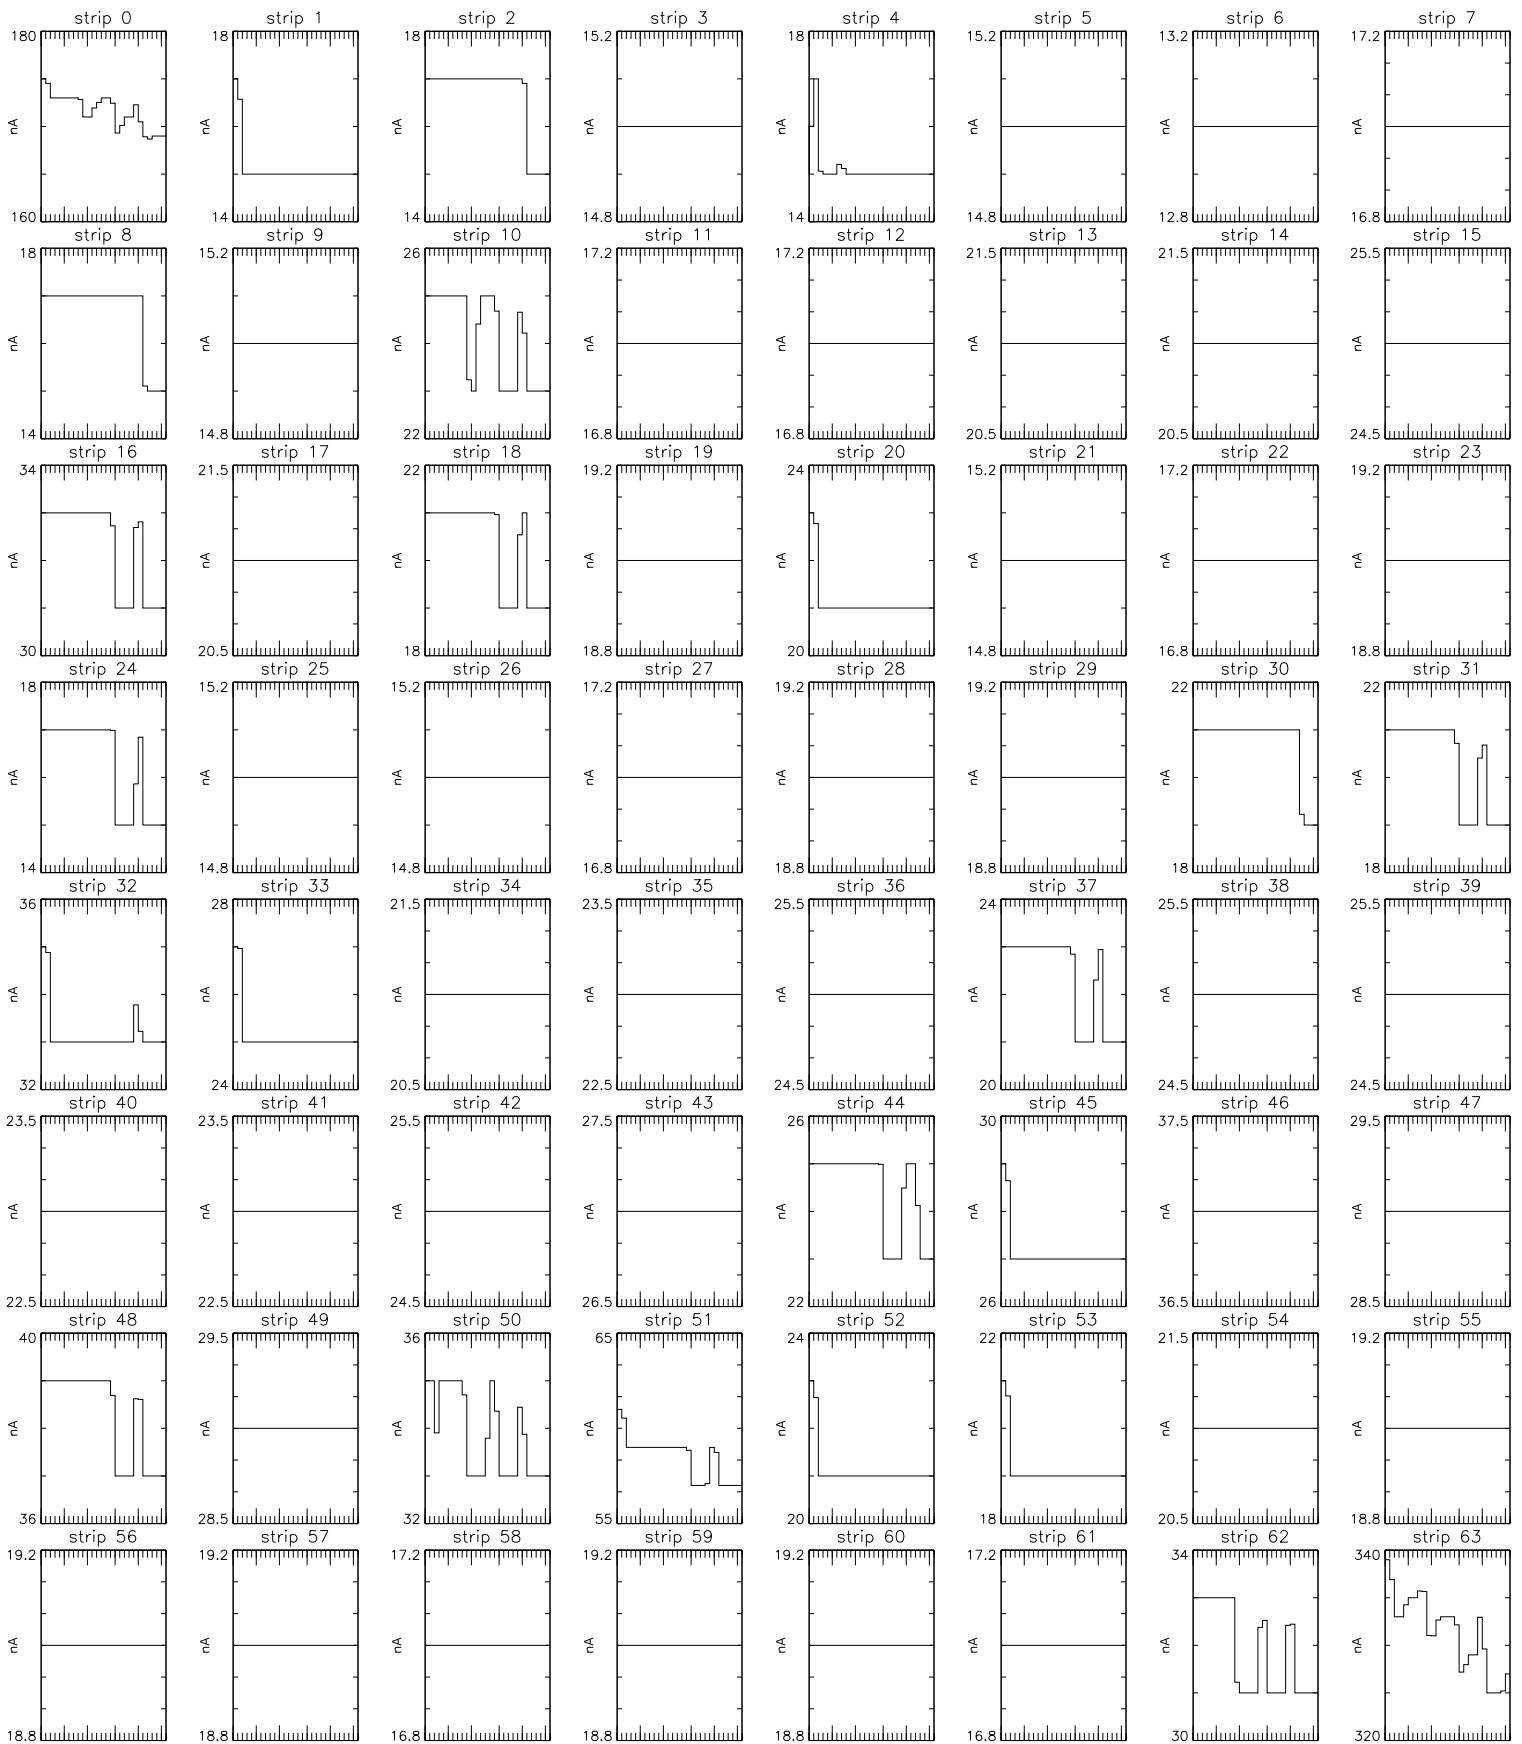 strip 0 strip 1 strip 2 strip 3 strip 4 strip 5 strip 6 strip 7
180 18 18 15.2 18 15.2 13.2 17.2
nA nA nA nA nA nA nA nA
160 14 14 14.8 14 14.8 12.8 16.8
strip 8 strip 9 strip 10 strip 11 strip 12 strip 13 strip 14 strip 15
18 15.2 26 17.2 17.2 21.5 21.5 25.5
nA nA nA nA nA nA nA nA
14 14.8 22 16.8 16.8 20.5 20.5 24.5
strip 16 strip 17 strip 18 strip 19 strip 20 strip 21 strip 22 strip 23
34 21.5 22 19.2 24 15.2 17.2 19.2
nA nA nA nA nA nA nA nA
30 20.5 18 18.8 20 14.8 16.8 18.8
strip 24 strip 25 strip 26 strip 27 strip 28 strip 29 strip 30 strip 31
18 15.2 15.2 17.2 19.2 19.2 22 22
nA nA nA nA nA nA nA nA
14 14.8 14.8 16.8 18.8 18.8 18 18
strip 32 strip 33 strip 34 strip 35 strip 36 strip 37 strip 38 strip 39
36 28 21.5 23.5 25.5 24 25.5 25.5
nA nA nA nA nA nA nA nA
32 24 20.5 22.5 24.5 20 24.5 24.5
strip 40 strip 41 strip 42 strip 43 strip 44 strip 45 strip 46 strip 47
23.5 23.5 25.5 27.5 26 30 37.5 29.5
nA nA nA nA nA nA nA nA
22.5 22.5 24.5 26.5 22 26 36.5 28.5
strip 48 strip 49 strip 50 strip 51 strip 52 strip 53 strip 54 strip 55
40 29.5 36 65 24 22 21.5 19.2
nA nA nA nA nA nA nA nA
36 28.5 32 55 20 18 20.5 18.8
strip 56 strip 57 strip 58 strip 59 strip 60 strip 61 strip 62 strip 63
19.2 19.2 17.2 19.2 19.2 17.2 34 340
nA nA nA nA nA nA nA nA
18.8 18.8 16.8 18.8 18.8 16.8 30 320